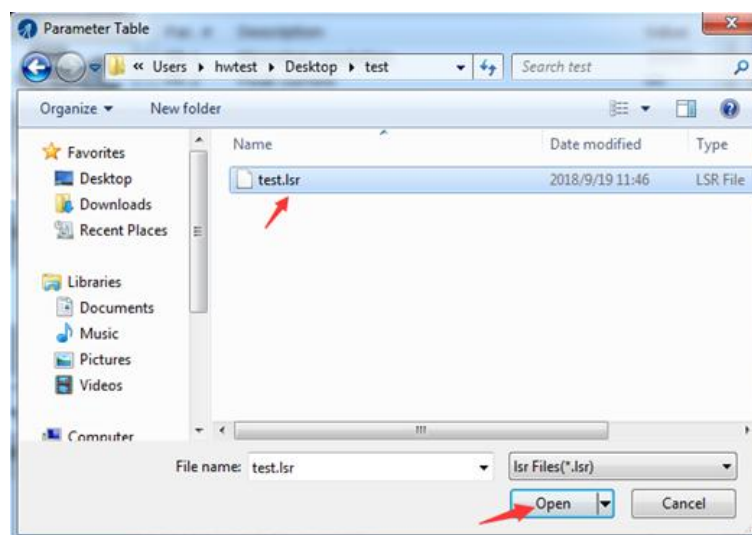 Parameter Table
« Users ▸ hwtest ▸ Desktop ▸ test
Search test
Organize ▾ New folder
Name Date modified Type
test.lsr 2018/9/19 11:46 LSR File
Favorites
Desktop
Downloads
Recent Places
Libraries
Documents
Music
Pictures
Videos
Computer
File name: test.lsr
lsr Files(*.lsr)
Open Cancel